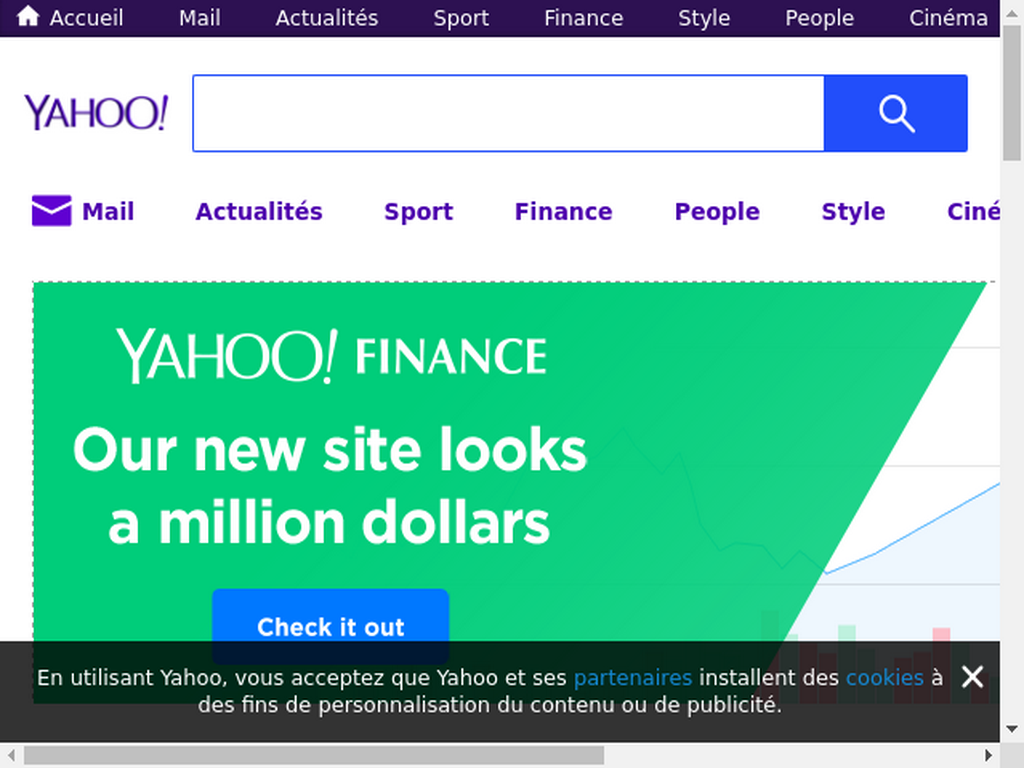 Accueil Mail Actualités Sport Finance Style People Cinéma
YAHOO!
Mail Actualités Sport Finance People Style Ciné
YAHOO! FINANCE
Our new site looks
a million dollars
Check it out
En utilisant Yahoo, vous acceptez que Yahoo et ses partenaires installent des cookies à
des fins de personnalisation du contenu ou de publicité.